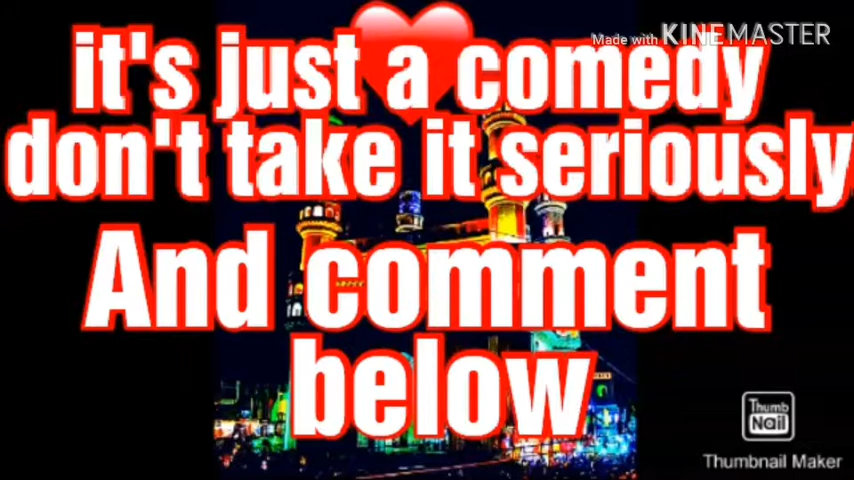 Made with KINEMASTER
it's just a comedy
don't take it seriously
And comment
below
Thumb
Nail
Thumbnail Maker